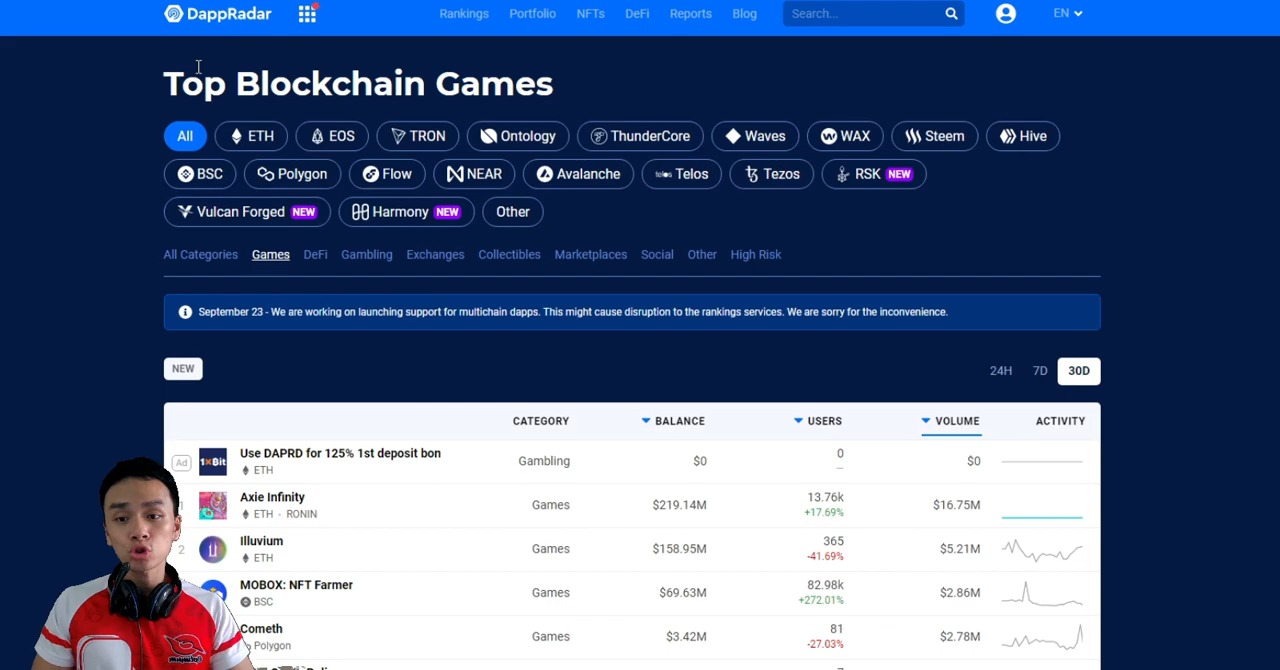 DappRadar Rankings Portfolio NFTs DeFi Reports Blog Search... EN
Top Blockchain Games
All ETH EOS TRON Ontology ThunderCore Waves WAX Steem Hive
BSC Polygon Flow NEAR Avalanche telos Telos Tezos RSK NEW
Vulcan Forged NEW Harmony NEW Other
All Categories Games DeFi Gambling Exchanges Collectibles Marketplaces Social Other High Risk
September 23 - We are working on launching support for multichain dapps. This might cause disruption to the rankings services. We are sorry for the inconvenience.
NEW 24H 7D 30D
CATEGORY BALANCE USERS VOLUME ACTIVITY
Ad 1XBit Use DAPRD for 125% 1st deposit bon Gambling $0 0 $0
ETH —
1 Axie Infinity Games $219.14M 13.76k $16.75M
ETH - RONIN +17.69%
2 Illuvium Games $158.95M 365 $5.21M
ETH -41.69%
MOBOX: NFT Farmer Games $69.63M 82.98k $2.86M
BSC +272.01%
Cometh Games $3.42M 81 $2.78M
Polygon -27.03%